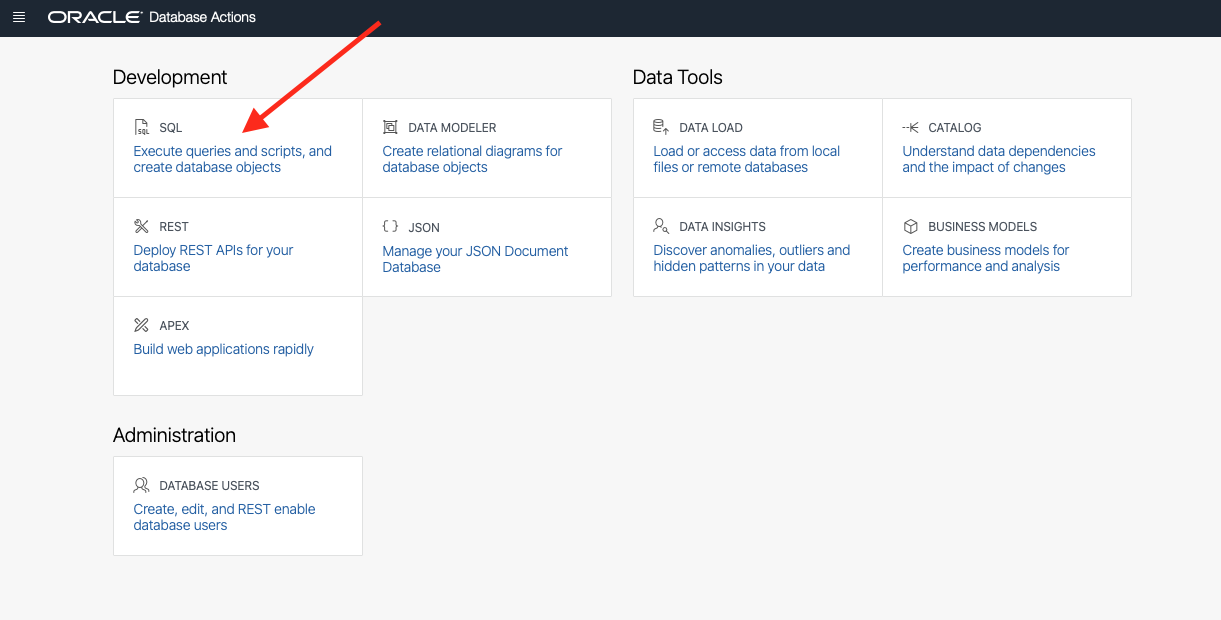 ORACLE Database Actions
Development
SQL
Execute queries and scripts, and
create database objects
DATA MODELER
Create relational diagrams for
database objects
REST
Deploy REST APIs for your
database
JSON
Manage your JSON Document
Database
APEX
Build web applications rapidly
Data Tools
DATA LOAD
Load or access data from local
files or remote databases
CATALOG
Understand data dependencies
and the impact of changes
DATA INSIGHTS
Discover anomalies, outliers and
hidden patterns in your data
BUSINESS MODELS
Create business models for
performance and analysis
Administration
DATABASE USERS
Create, edit, and REST enable
database users